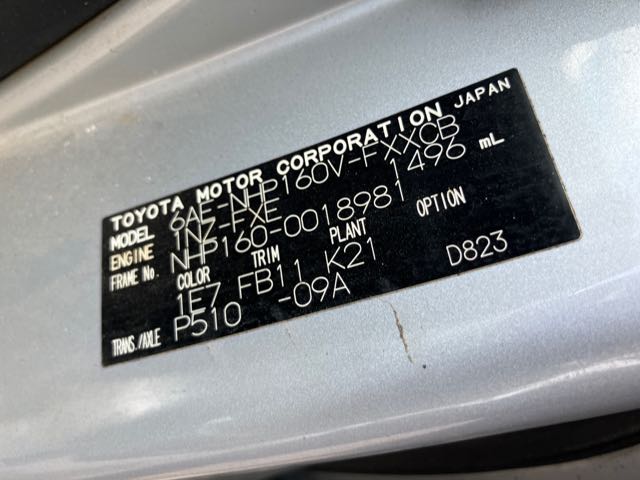 TOYOTA MOTOR CORPORATION JAPAN
MODEL 6AE-NHP160V-FXXCB
ENGINE 1NZ-FXE 1496 mL
FRAME No. NHP160-0018981
COLOR TRIM PLANT OPTION
1E7 FB11 K21 D823
TRANS./AXLE P510 -09A